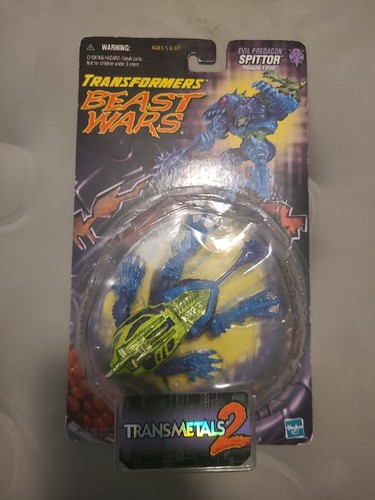 WARNING:
CHOKING HAZARD-Small parts.
Not for children under 3 years.
AGES 5 & UP
EVIL PREDACON
SPITTOR
POISON FROG
TRANSFORMERS
BEAST
WARS
TRANSMETALS 2
Hasbro